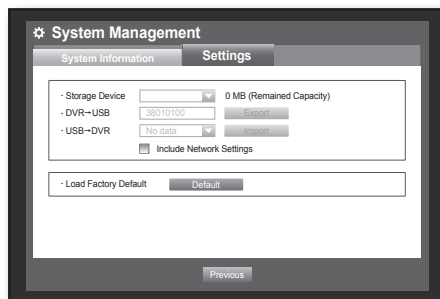 System Management
System Information
Settings
· Storage Device 0 MB (Remained Capacity)
· DVR→USB 38010100 Export
· USB→DVR No data Import
Include Network Settings
· Load Factory Default Default
Previous